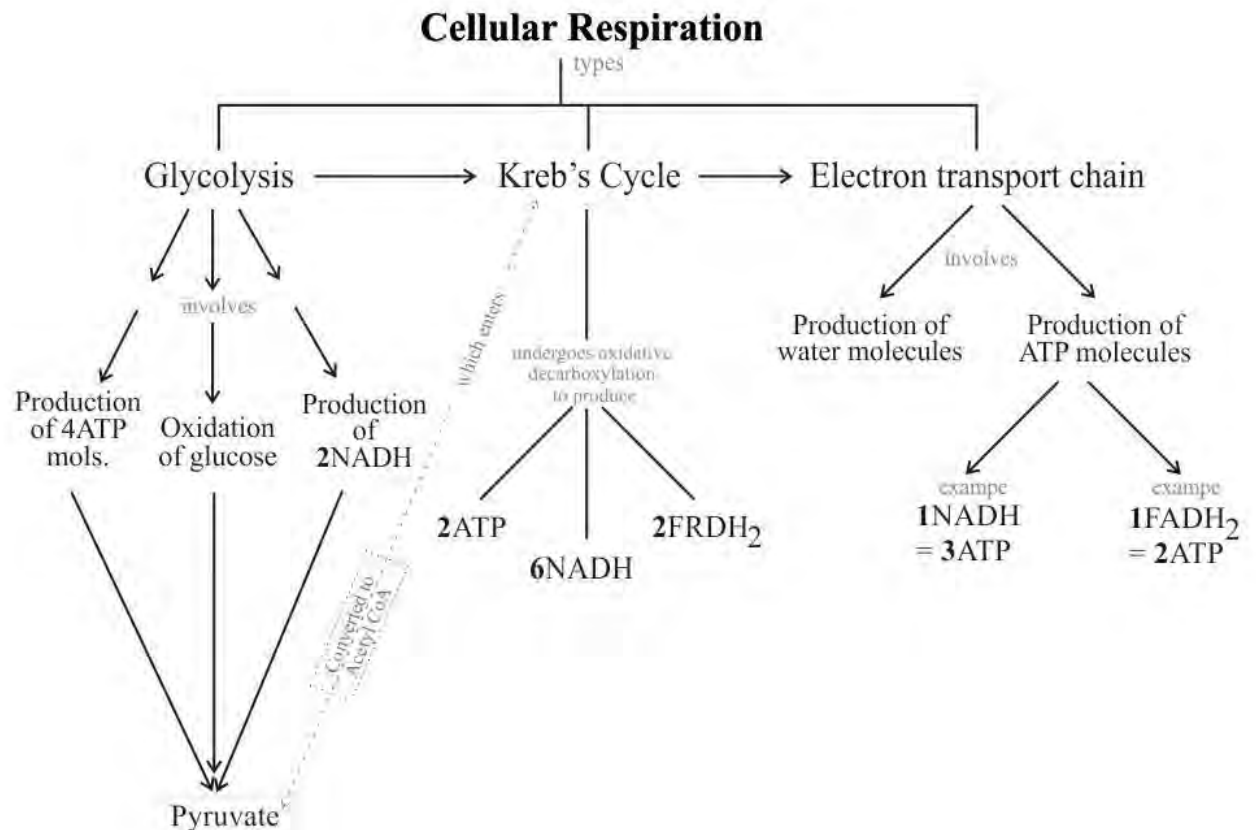 Cellular Respiration
types
Glycolysis
Kreb's Cycle
Electron transport chain
involves
Production
of 4ATP
mols.
Oxidation
of glucose
Production
of
2NADH
Pyruvate
Converted to
Acetyl CoA
which enters
undergoes oxidative
decarboxylation
to produce
2ATP
6NADH
2FRDH2
involves
Production of
water molecules
Production of
ATP molecules
exampe
1NADH
= 3ATP
exampe
1FADH2
= 2ATP